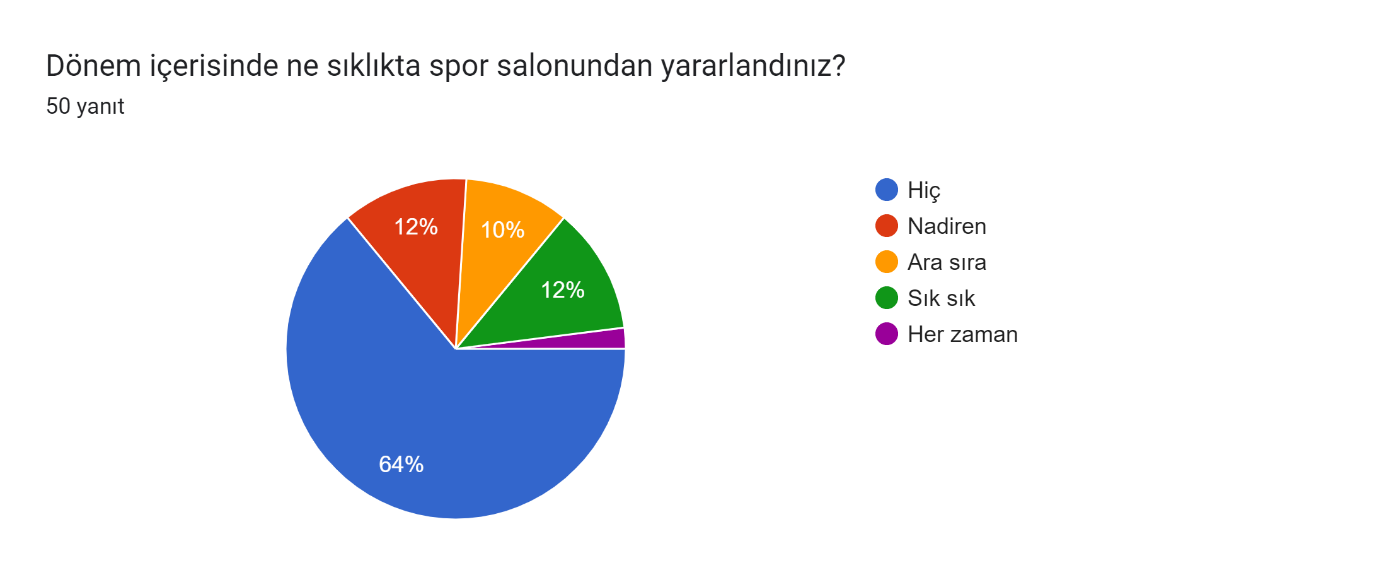 Dönem içerisinde ne sıklıkta spor salonundan yararlandınız?
50 yanıt
12%
10%
12%
64%
Hiç
Nadiren
Ara sıra
Sık sık
Her zaman